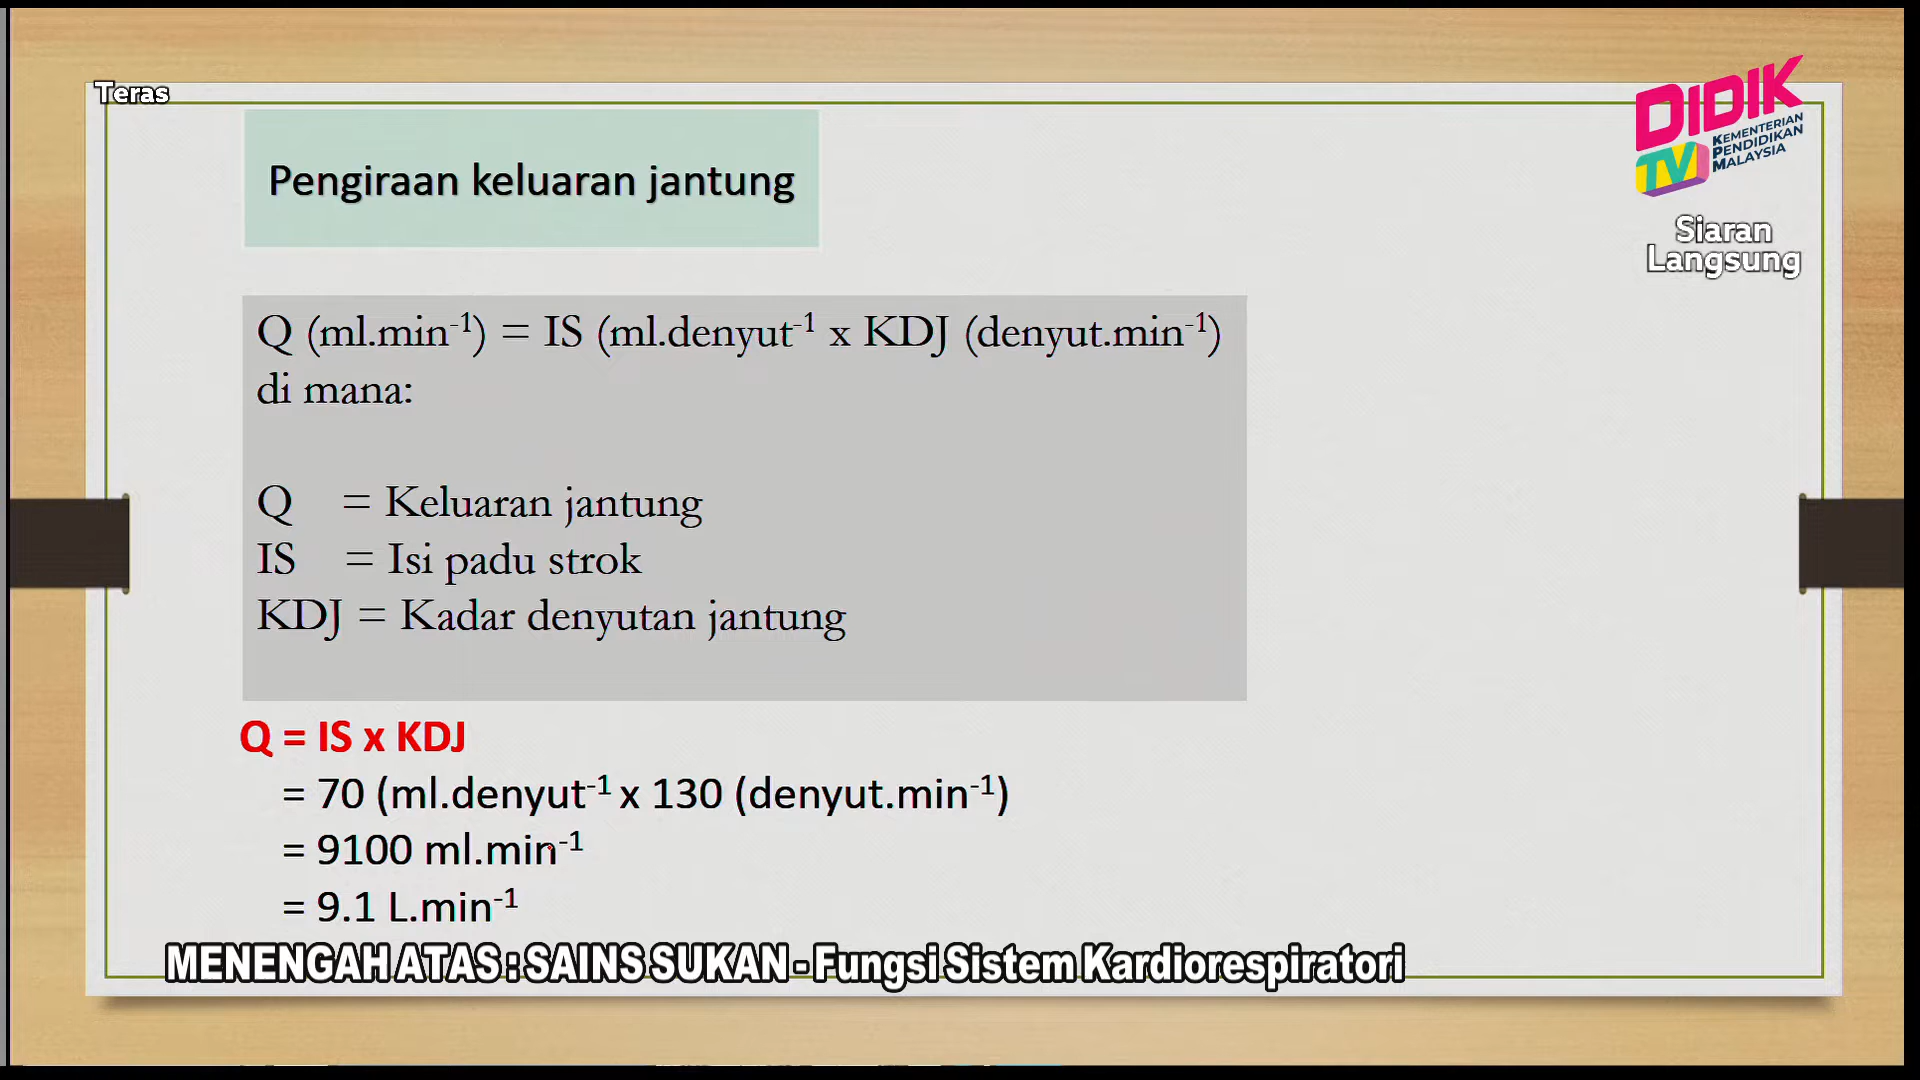 Teras
DIDIK
TV
KEMENTERIAN
PENDIDIKAN
MALAYSIA
Siaran
Langsung
Pengiraan keluaran jantung
Q (ml.min⁻¹) = IS (ml.denyut⁻¹ x KDJ (denyut.min⁻¹)
di mana:
Q = Keluaran jantung
IS = Isi padu strok
KDJ = Kadar denyutan jantung
Q = IS x KDJ
= 70 (ml.denyut⁻¹ x 130 (denyut.min⁻¹)
= 9100 ml.min⁻¹
= 9.1 L.min⁻¹
MENENGAH ATAS : SAINS SUKAN - Fungsi Sistem Kardiorespiratori